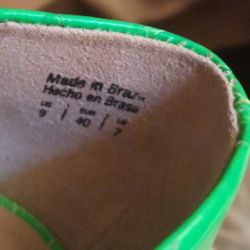 Made in Brazil
Hecho en Brasil
US | EUR | UK
9 | 40 | 7